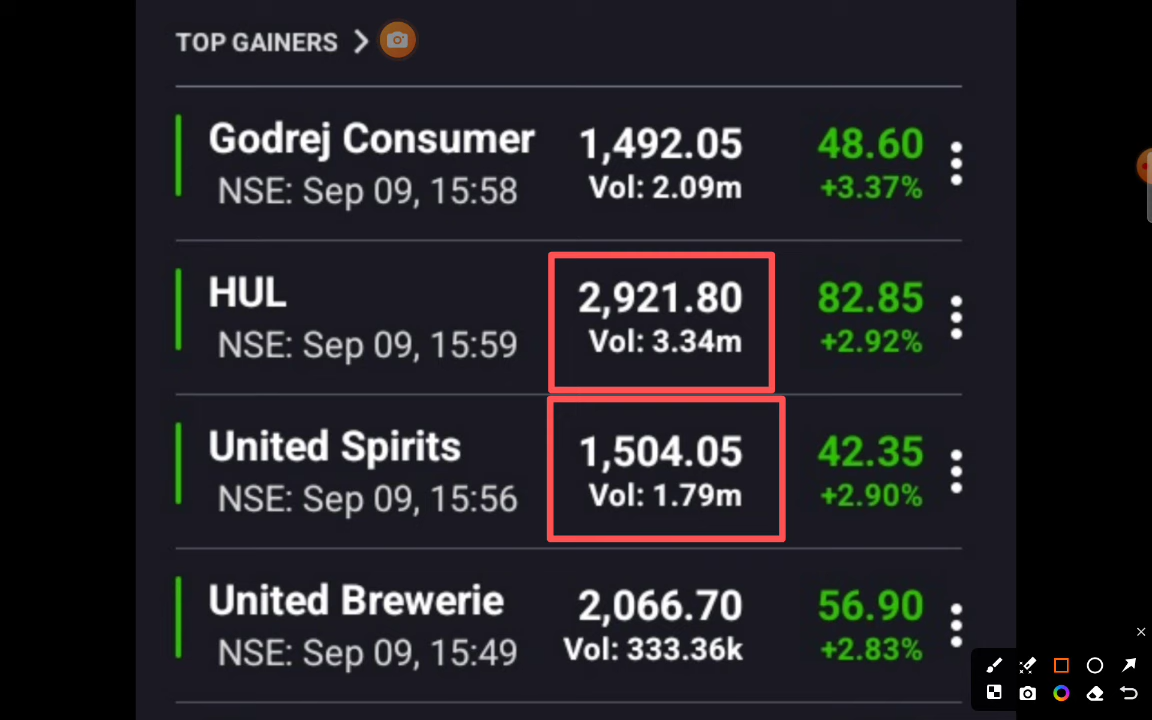 TOP GAINERS
Godrej Consumer 1,492.05 48.60
NSE: Sep 09, 15:58 Vol: 2.09m +3.37%
HUL 2,921.80 82.85
NSE: Sep 09, 15:59 Vol: 3.34m +2.92%
United Spirits 1,504.05 42.35
NSE: Sep 09, 15:56 Vol: 1.79m +2.90%
United Brewerie 2,066.70 56.90
NSE: Sep 09, 15:49 Vol: 333.36k +2.83%